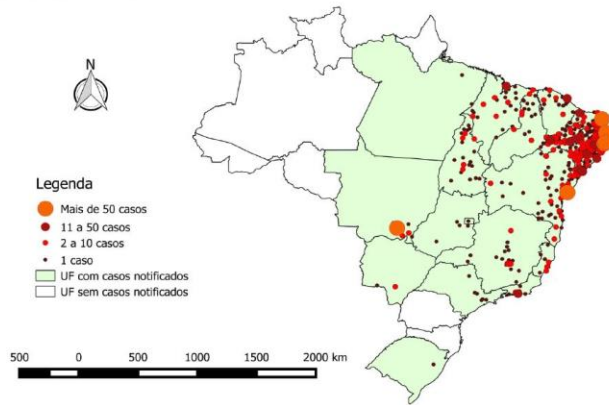 N
Legenda
Mais de 50 casos
11 a 50 casos
2 a 10 casos
1 caso
UF com casos notificados
UF sem casos notificados
500 0 500 1000 1500 2000 km